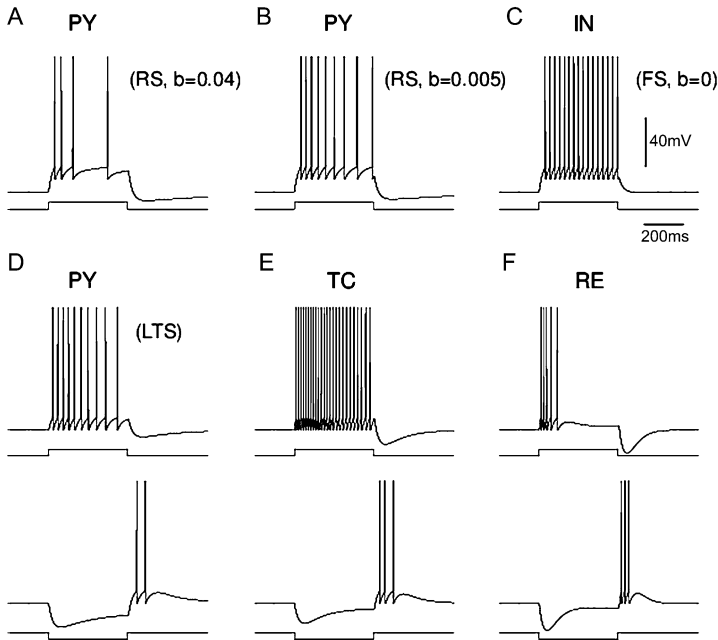 A
PY
(RS, b=0.04)
B
PY
(RS, b=0.005)
C
IN
(FS, b=0)
40mV
200ms
D
PY
(LTS)
E
TC
F
RE